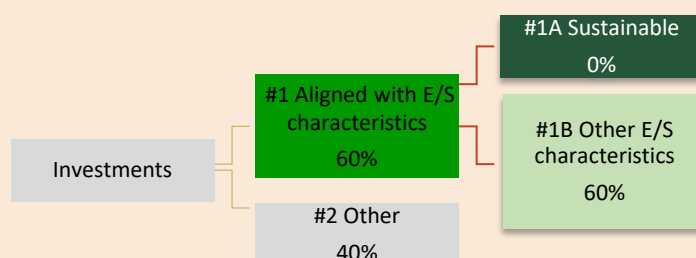 Investments
#1 Aligned with E/S
characteristics
60%
#2 Other
40%
#1A Sustainable
0%
#1B Other E/S
characteristics
60%